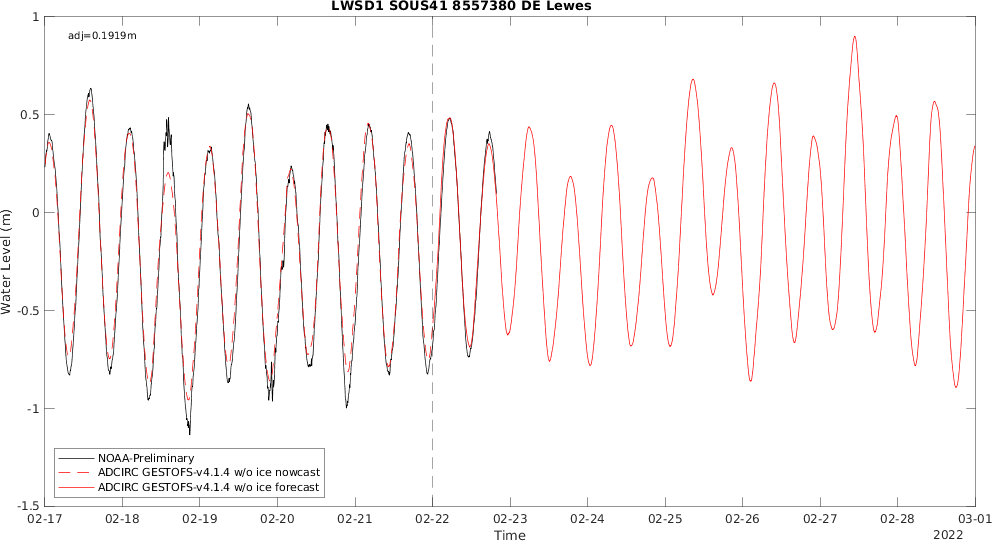 LWSD1 SOUS41 8557380 DE Lewes
adj=0.1919m
1
0.5
0
-0.5
-1
-1.5
Water Level (m)
NOAA-Preliminary
ADCIRC GESTOFS-v4.1.4 w/o ice nowcast
ADCIRC GESTOFS-v4.1.4 w/o ice forecast
02-17 02-18 02-19 02-20 02-21 02-22 02-23 02-24 02-25 02-26 02-27 02-28 03-01
Time
2022